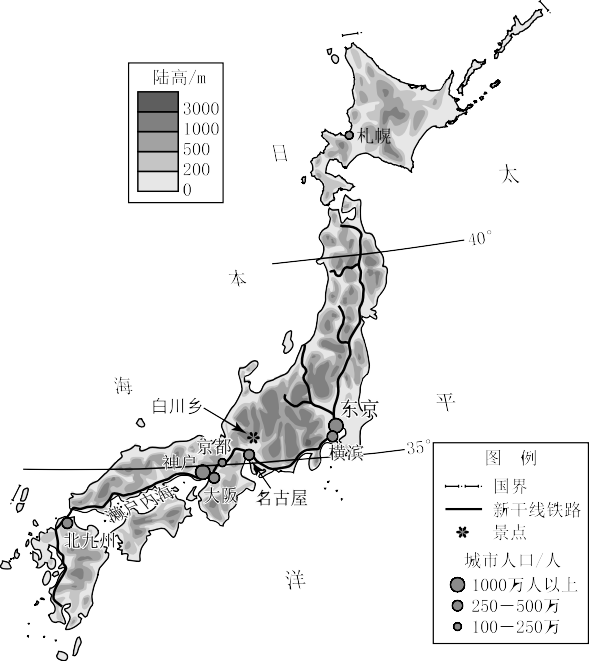 陆高/m
3000
1000
500
200
0
札幌
日
太
40°
本
海
平
白川乡
东京
京都
横滨
35°
神户
大阪
名古屋
濑户内海
北九州
洋
图 例
国界
新干线铁路
景点
城市人口/人
1000万人以上
250－500万
100－250万